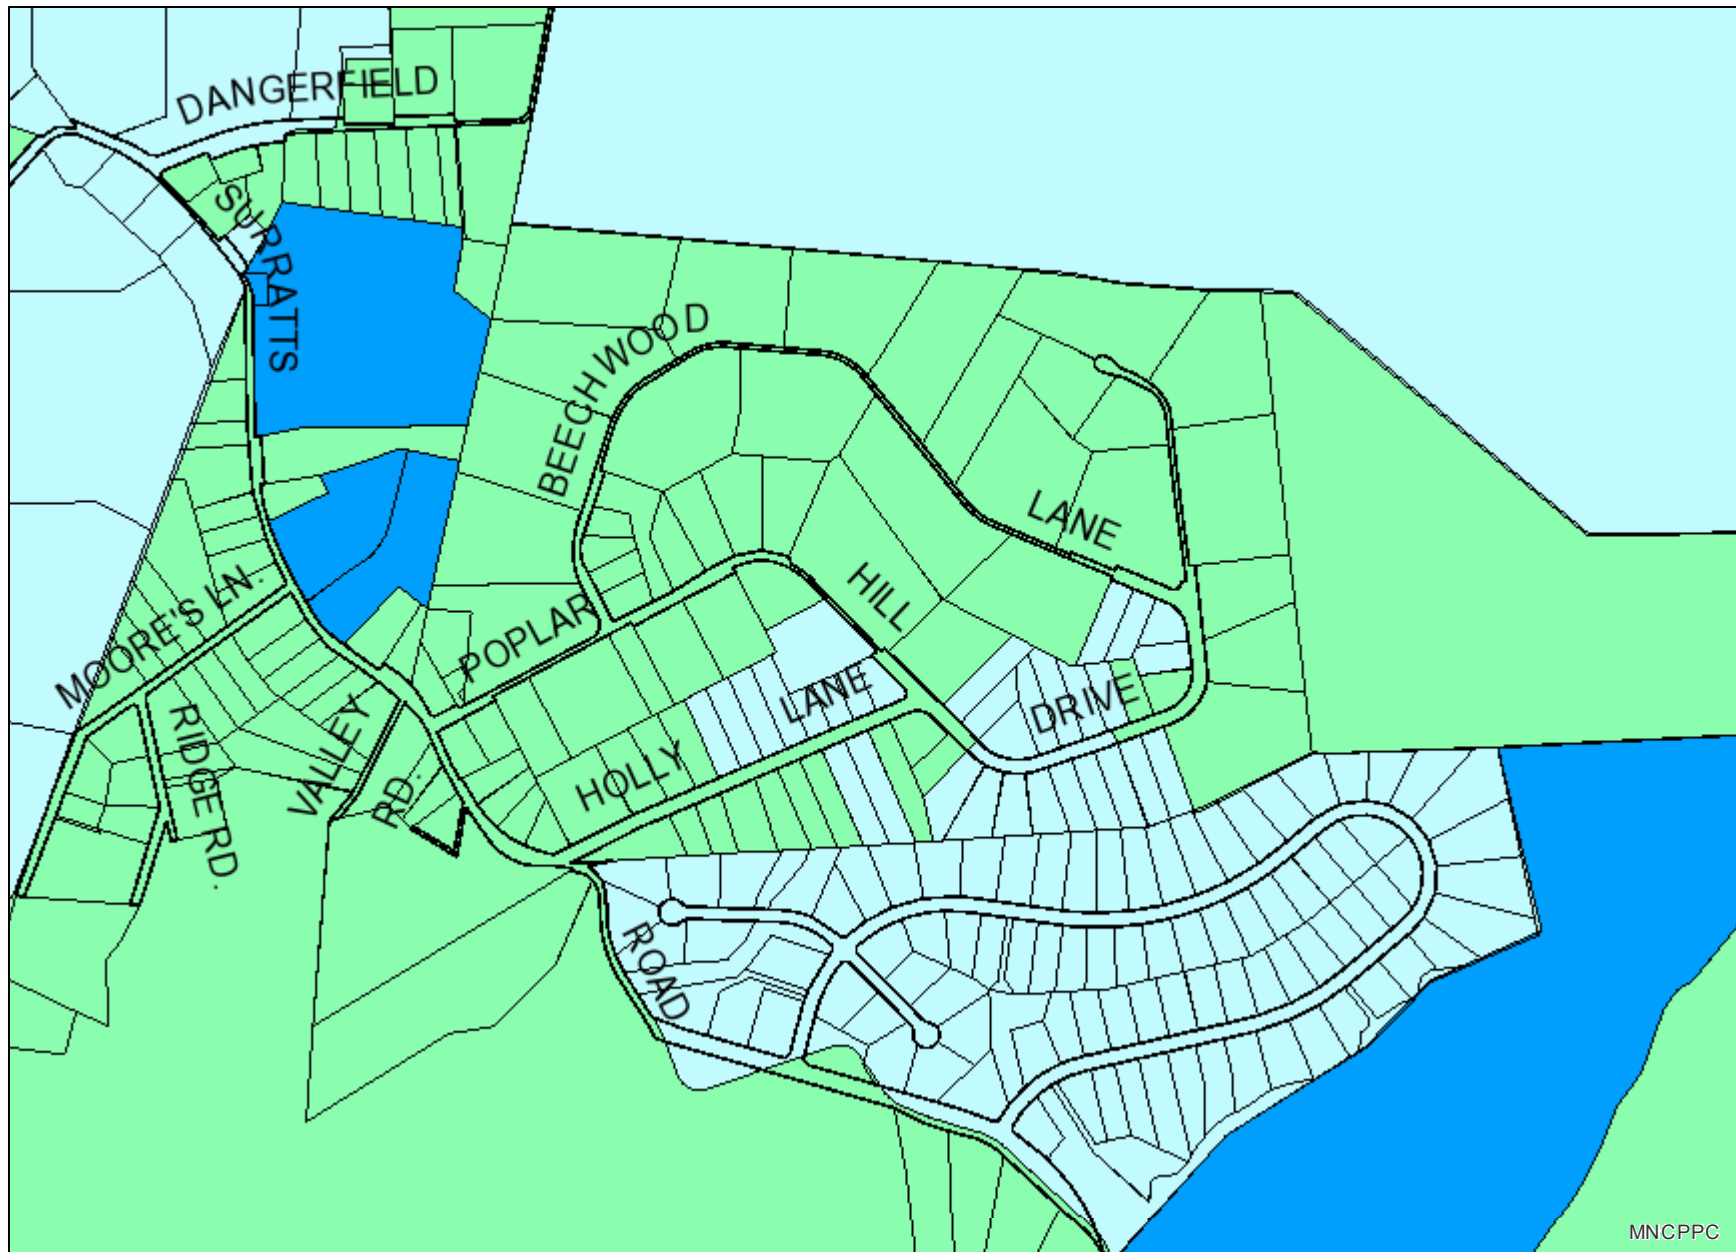 DANGERFIELD
SURRATTS
BEECHWOOD
LANE
HILL
POPLAR
MOORE'S LN.
LANE
DRIVE
RIDGE RD.
VALLEY
RD.
HOLLY
ROAD
MNCPPC